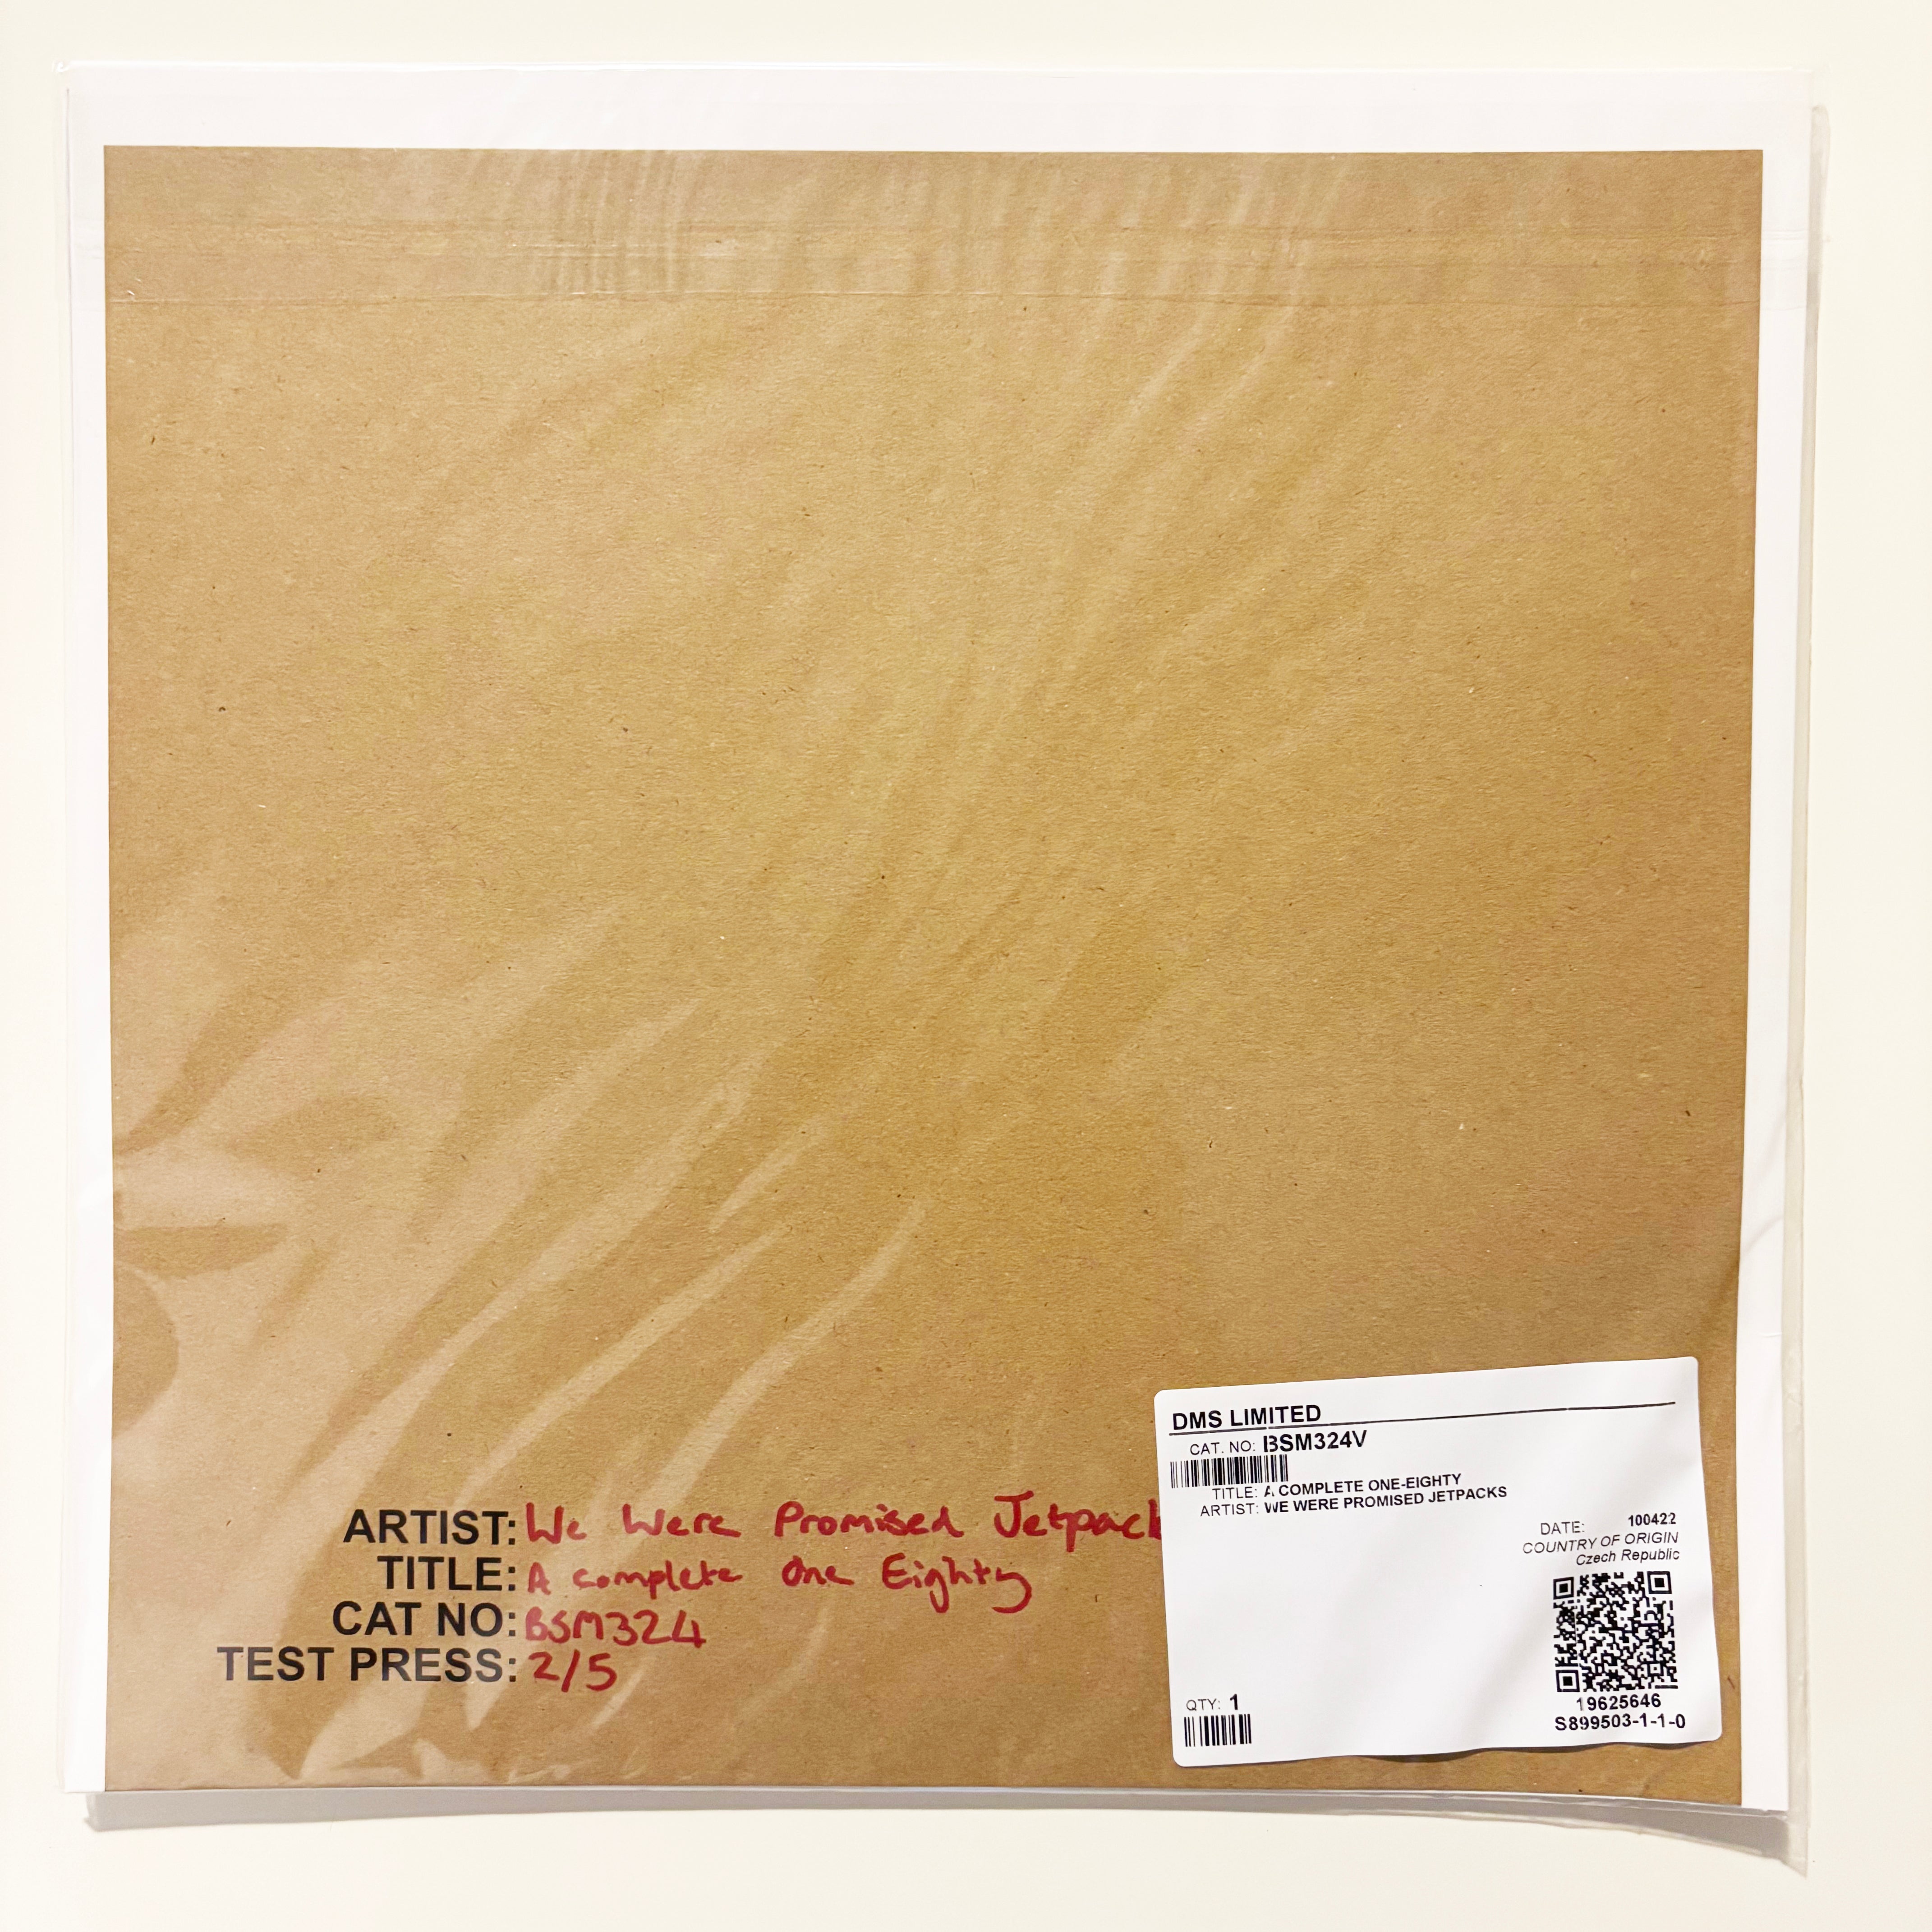 ARTIST: We Were Promised Jetpack
TITLE: A complete One Eighty
CAT NO: BSM324
TEST PRESS: 2/5
DMS LIMITED
CAT. NO: BSM324V
TITLE: A COMPLETE ONE-EIGHTY
ARTIST: WE WERE PROMISED JETPACKS
DATE: 100422
COUNTRY OF ORIGIN
Czech Republic
19625646
S899503-1-1-0
QTY: 1